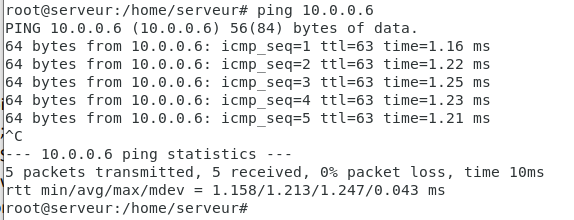 root@serveur:/home/serveur# ping 10.0.0.6
PING 10.0.0.6 (10.0.0.6) 56(84) bytes of data.
64 bytes from 10.0.0.6: icmp_seq=1 ttl=63 time=1.16 ms
64 bytes from 10.0.0.6: icmp_seq=2 ttl=63 time=1.22 ms
64 bytes from 10.0.0.6: icmp_seq=3 ttl=63 time=1.25 ms
64 bytes from 10.0.0.6: icmp_seq=4 ttl=63 time=1.23 ms
64 bytes from 10.0.0.6: icmp_seq=5 ttl=63 time=1.21 ms
^C
--- 10.0.0.6 ping statistics ---
5 packets transmitted, 5 received, 0% packet loss, time 10ms
rtt min/avg/max/mdev = 1.158/1.213/1.247/0.043 ms
root@serveur:/home/serveur#